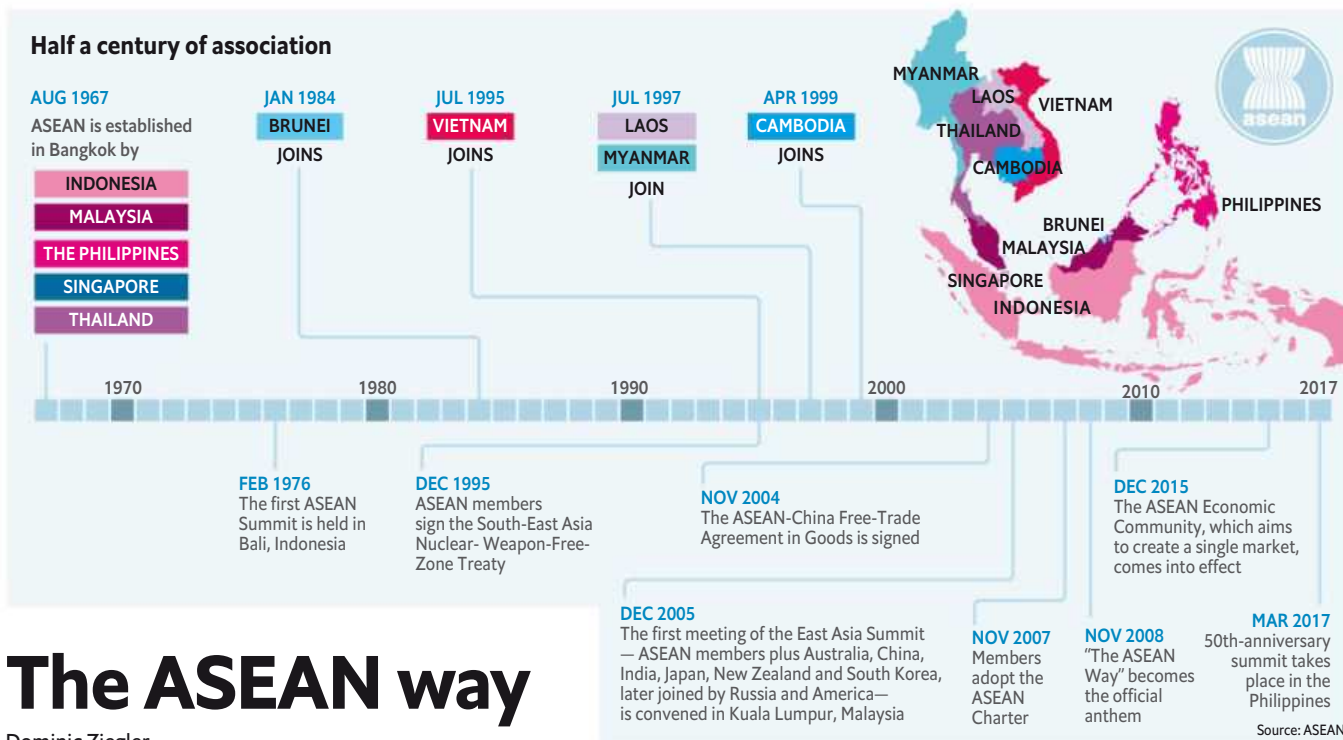 Half a century of association
AUG 1967
ASEAN is established
in Bangkok by
INDONESIA
MALAYSIA
THE PHILIPPINES
SINGAPORE
THAILAND
JAN 1984
BRUNEI
JOINS
JUL 1995
VIETNAM
JOINS
JUL 1997
LAOS
MYANMAR
JOIN
APR 1999
CAMBODIA
JOINS
MYANMAR
LAOS
VIETNAM
THAILAND
CAMBODIA
PHILIPPINES
BRUNEI
MALAYSIA
SINGAPORE
INDONESIA
asean
1970
1980
1990
2000
2010
2017
FEB 1976
The first ASEAN
Summit is held in
Bali, Indonesia
DEC 1995
ASEAN members
sign the South-East Asia
Nuclear- Weapon-Free-
Zone Treaty
NOV 2004
The ASEAN-China Free-Trade
Agreement in Goods is signed
DEC 2015
The ASEAN Economic
Community, which aims
to create a single market,
comes into effect
DEC 2005
The first meeting of the East Asia Summit
— ASEAN members plus Australia, China,
India, Japan, New Zealand and South Korea,
later joined by Russia and America—
is convened in Kuala Lumpur, Malaysia
NOV 2007
Members
adopt the
ASEAN
Charter
NOV 2008
"The ASEAN
Way" becomes
the official
anthem
MAR 2017
50th-anniversary
summit takes
place in the
Philippines
Source: ASEAN
The ASEAN way
Dominic Ziegler